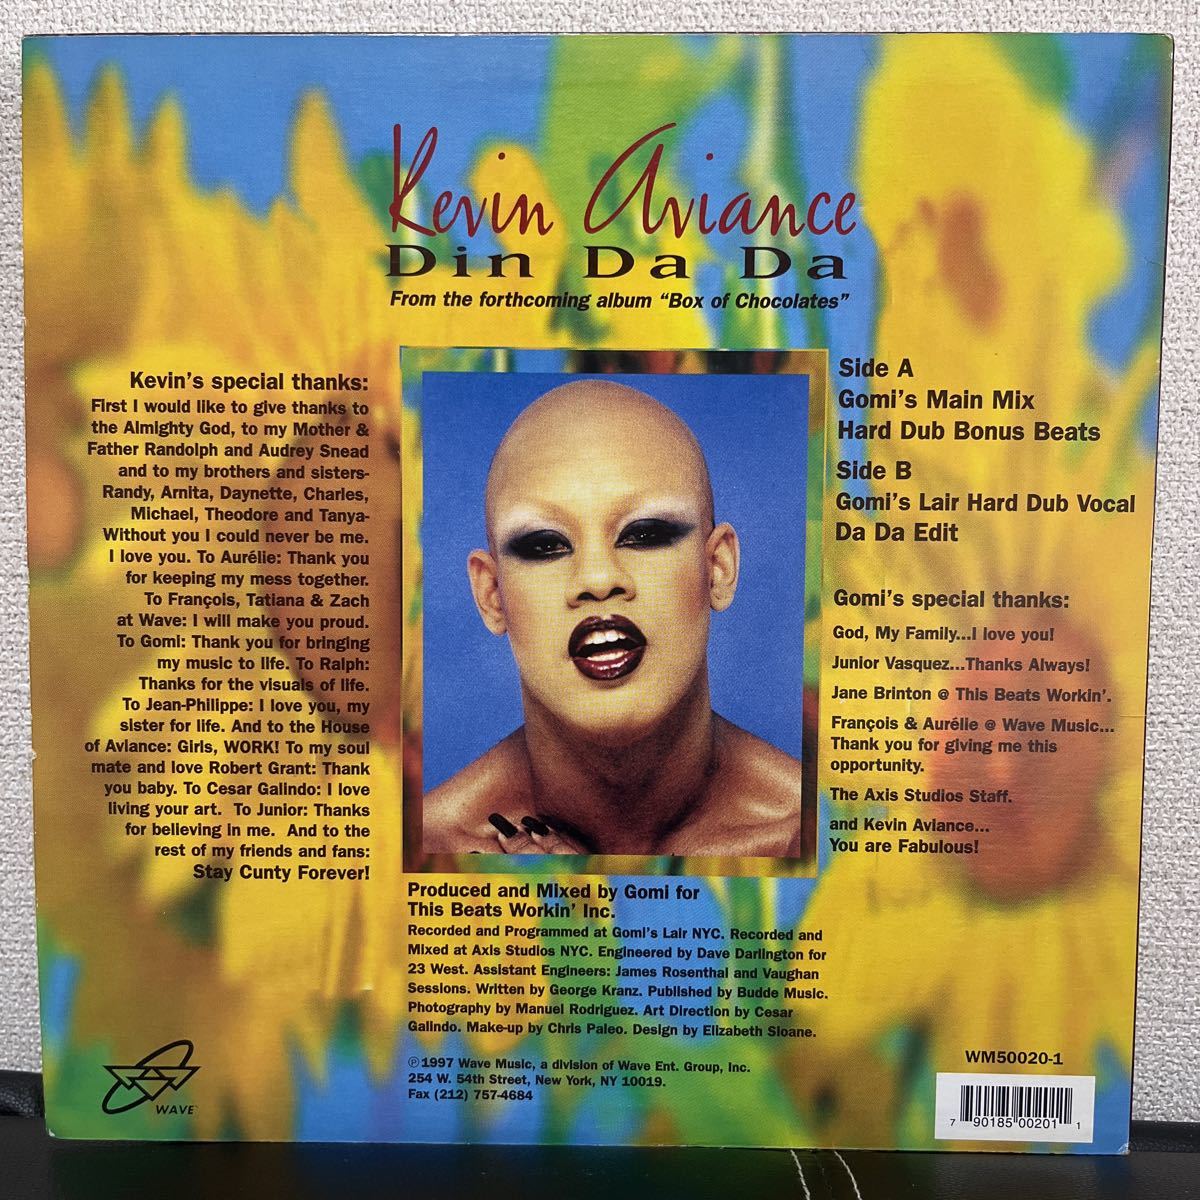 Kevin Aviance
Din Da Da
From the forthcoming album “Box of Chocolates”
Kevin's special thanks:
First I would like to give thanks to
the Almighty God, to my Mother &
Father Randolph and Audrey Snead
and to my brothers and sisters-
Randy, Arnita, Daynette, Charles,
Michael, Theodore and Tanya-
Without you I could never be me.
I love you. To Aurélie: Thank you
for keeping my mess together.
To François, Tatiana & Zach
at Wave: I will make you proud.
To Gomi: Thank you for bringing
my music to life. To Ralph:
Thanks for the visuals of life.
To Jean-Philippe: I love you, my
sister for life. And to the House
of Aviance: Girls, WORK! To my soul
mate and love Robert Grant: Thank
you baby. To Cesar Galindo: I love
living your art. To Junior: Thanks
for believing in me. And to the
rest of my friends and fans:
Stay Cunty Forever!
Side A
Gomi's Main Mix
Hard Dub Bonus Beats
Side B
Gomi's Lair Hard Dub Vocal
Da Da Edit
Gomi's special thanks:
God, My Family...I love you!
Junior Vasquez...Thanks Always!
Jane Brinton @ This Beats Workin'.
François & Aurélie @ Wave Music...
Thank you for giving me this
opportunity.
The Axis Studios Staff.
and Kevin Aviance...
You are Fabulous!
Produced and Mixed by Gomi for
This Beats Workin' Inc.
Recorded and Programmed at Gomi's Lair NYC. Recorded and
Mixed at Axis Studios NYC. Engineered by Dave Darlington for
23 West. Assistant Engineers: James Rosenthal and Vaughan
Sessions. Written by George Kranz. Published by Budde Music.
Photography by Manuel Rodriguez. Art Direction by Cesar
Galindo. Make-up by Chris Paleo. Design by Elizabeth Sloane.
℗1997 Wave Music, a division of Wave Ent. Group, Inc.
254 W. 54th Street, New York, NY 10019.
Fax (212) 757-4684
WAVE
WM50020-1
7 90185 00201 1